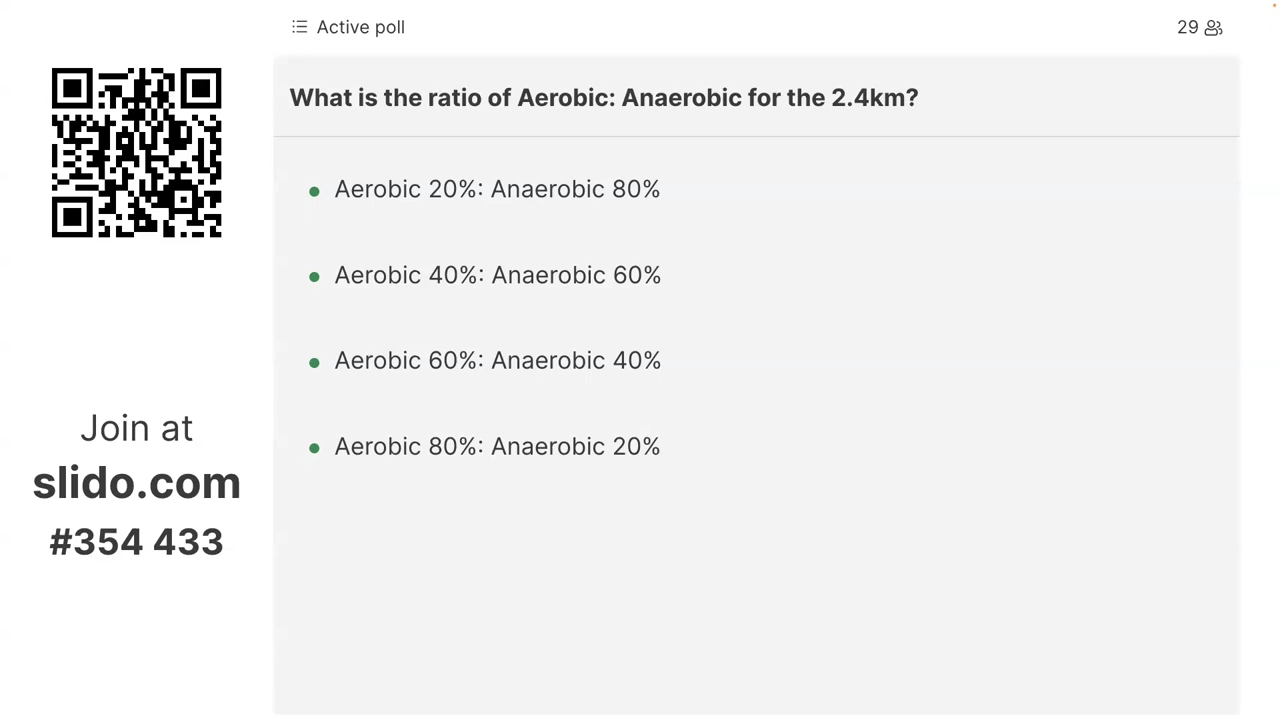 Active poll
29
What is the ratio of Aerobic: Anaerobic for the 2.4km?
Aerobic 20%: Anaerobic 80%
Aerobic 40%: Anaerobic 60%
Aerobic 60%: Anaerobic 40%
Aerobic 80%: Anaerobic 20%
Join at
slido.com
#354 433